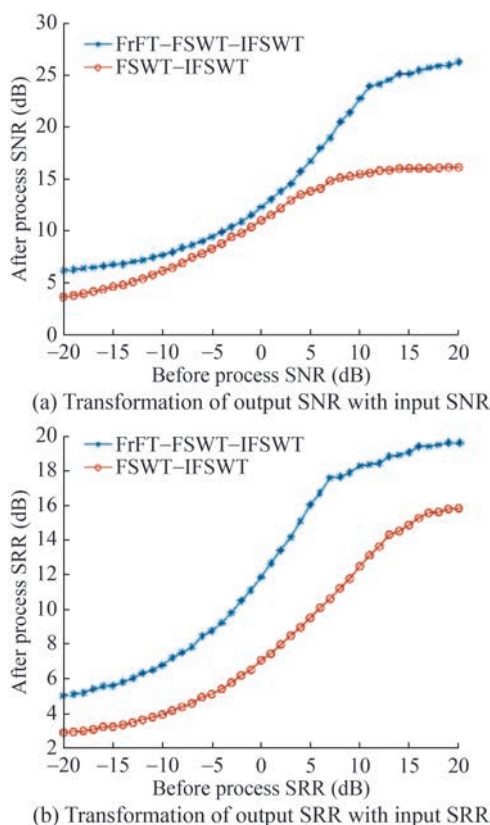 30
25
20
15
10
5
0
After process SNR (dB)
FrFT–FSWT–IFSWT
FSWT–IFSWT
−20 −15 −10 −5 0 5 10 15 20
Before process SNR (dB)
(a) Transformation of output SNR with input SNR
20
18
16
14
12
10
8
6
4
2
After process SRR (dB)
FrFT–FSWT–IFSWT
FSWT–IFSWT
−20 −15 −10 −5 0 5 10 15 20
Before process SRR (dB)
(b) Transformation of output SRR with input SRR